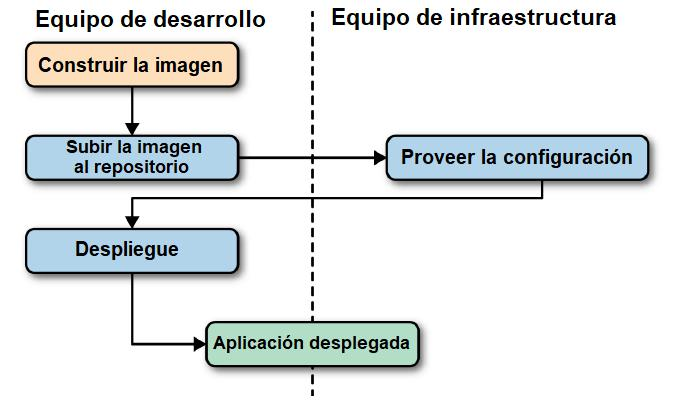 Equipo de desarrollo
Equipo de infraestructura
Construir la imagen
Subir la imagen
al repositorio
Proveer la configuración
Despliegue
Aplicación desplegada